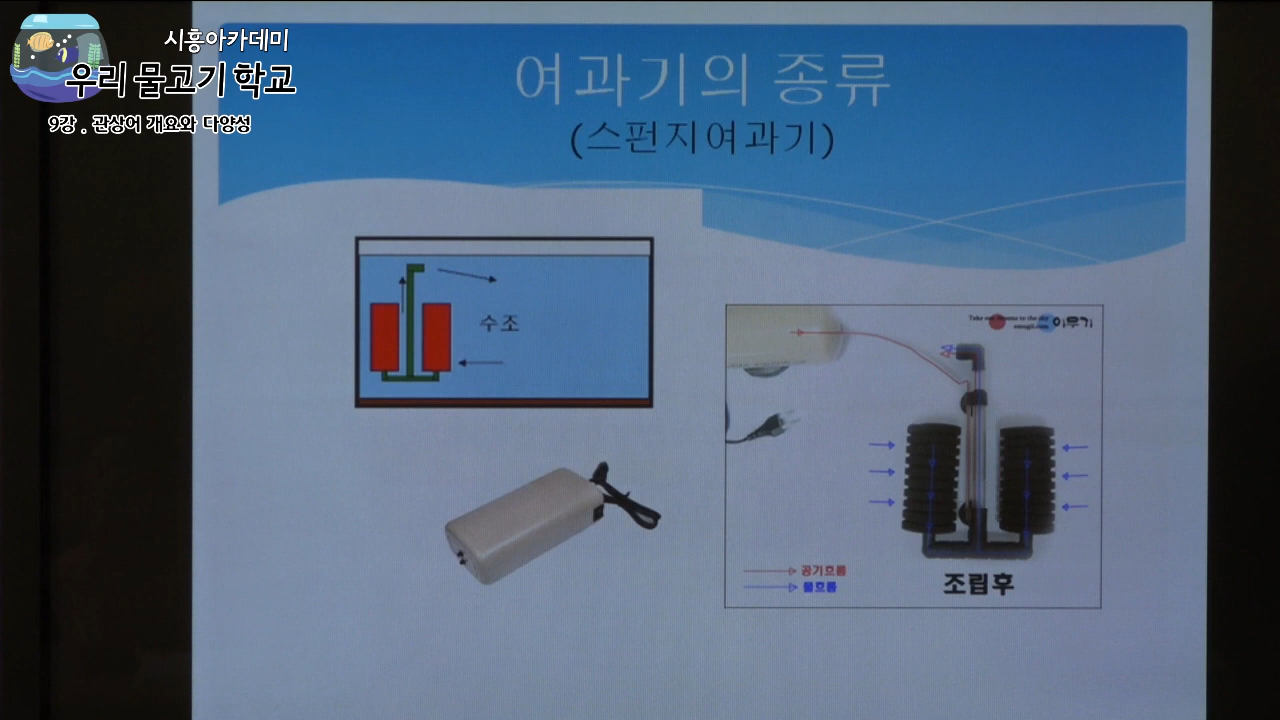 시흥아카데미
우리 물고기 학교
9강 . 관상어 개요와 다양성
여과기의 종류
(스펀지여과기)
수조
이무기
공기흐름
물흐름
조립후